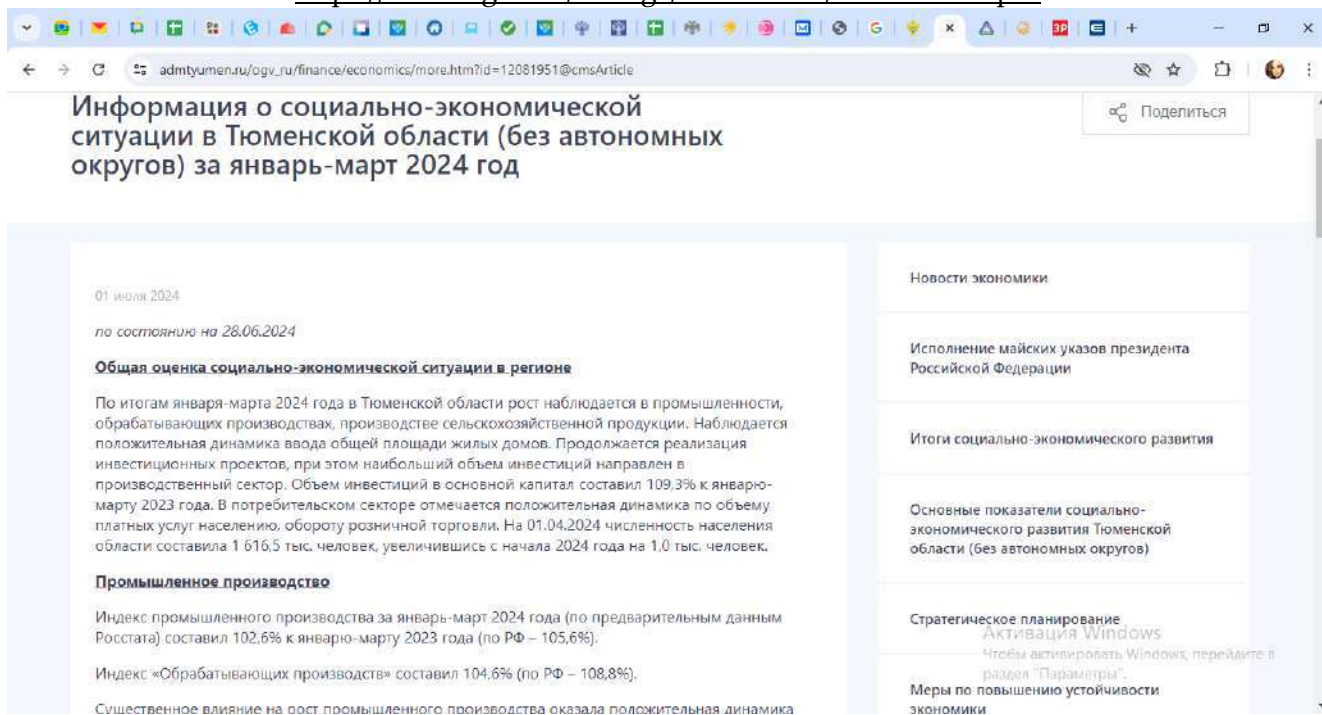 admtyumen.ru/ogv_ru/finance/economics/more.htm?id=12081951@cmsArticle
Информация о социально-экономической
ситуации в Тюменской области (без автономных
округов) за январь-март 2024 год
Поделиться
01 июля 2024
по состоянию на 28.06.2024
Общая оценка социально-экономической ситуации в регионе
По итогам января-марта 2024 года в Тюменской области рост наблюдается в промышленности,
обрабатывающих производствах, производстве сельскохозяйственной продукции. Наблюдается
положительная динамика ввода общей площади жилых домов. Продолжается реализация
инвестиционных проектов, при этом наибольший объем инвестиций направлен в
производственный сектор. Объем инвестиций в основной капитал составил 109,3% к январю-
марту 2023 года. В потребительском секторе отмечается положительная динамика по объему
платных услуг населению, обороту розничной торговли. На 01.04.2024 численность населения
области составила 1 616,5 тыс. человек, увеличившись с начала 2024 года на 1,0 тыс. человек.
Промышленное производство
Индекс промышленного производства за январь-март 2024 года (по предварительным данным
Росстата) составил 102,6% к январю-марту 2023 года (по РФ – 105,6%).
Индекс «Обрабатывающих производств» составил 104,6% (по РФ – 108,8%).
Существенное влияние на рост промышленного производства оказала положительная динамика
Новости экономики
Исполнение майских указов президента
Российской Федерации
Итоги социально-экономического развития
Основные показатели социально-
экономического развития Тюменской
области (без автономных округов)
Стратегическое планирование
Активация Windows
Чтобы активировать Windows, перейдите в
раздел "Параметры".
Меры по повышению устойчивости
экономики